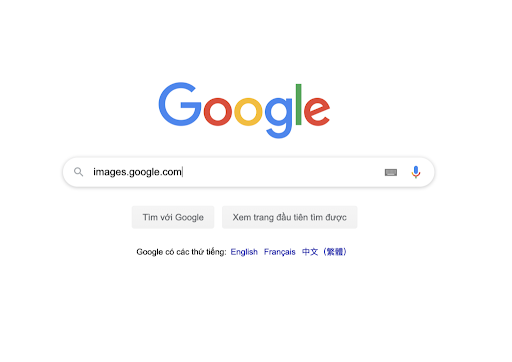 Google
images.google.com
Tìm với Google Xem trang đầu tiên tìm được
Google có các thứ tiếng: English Français 中文（繁體）